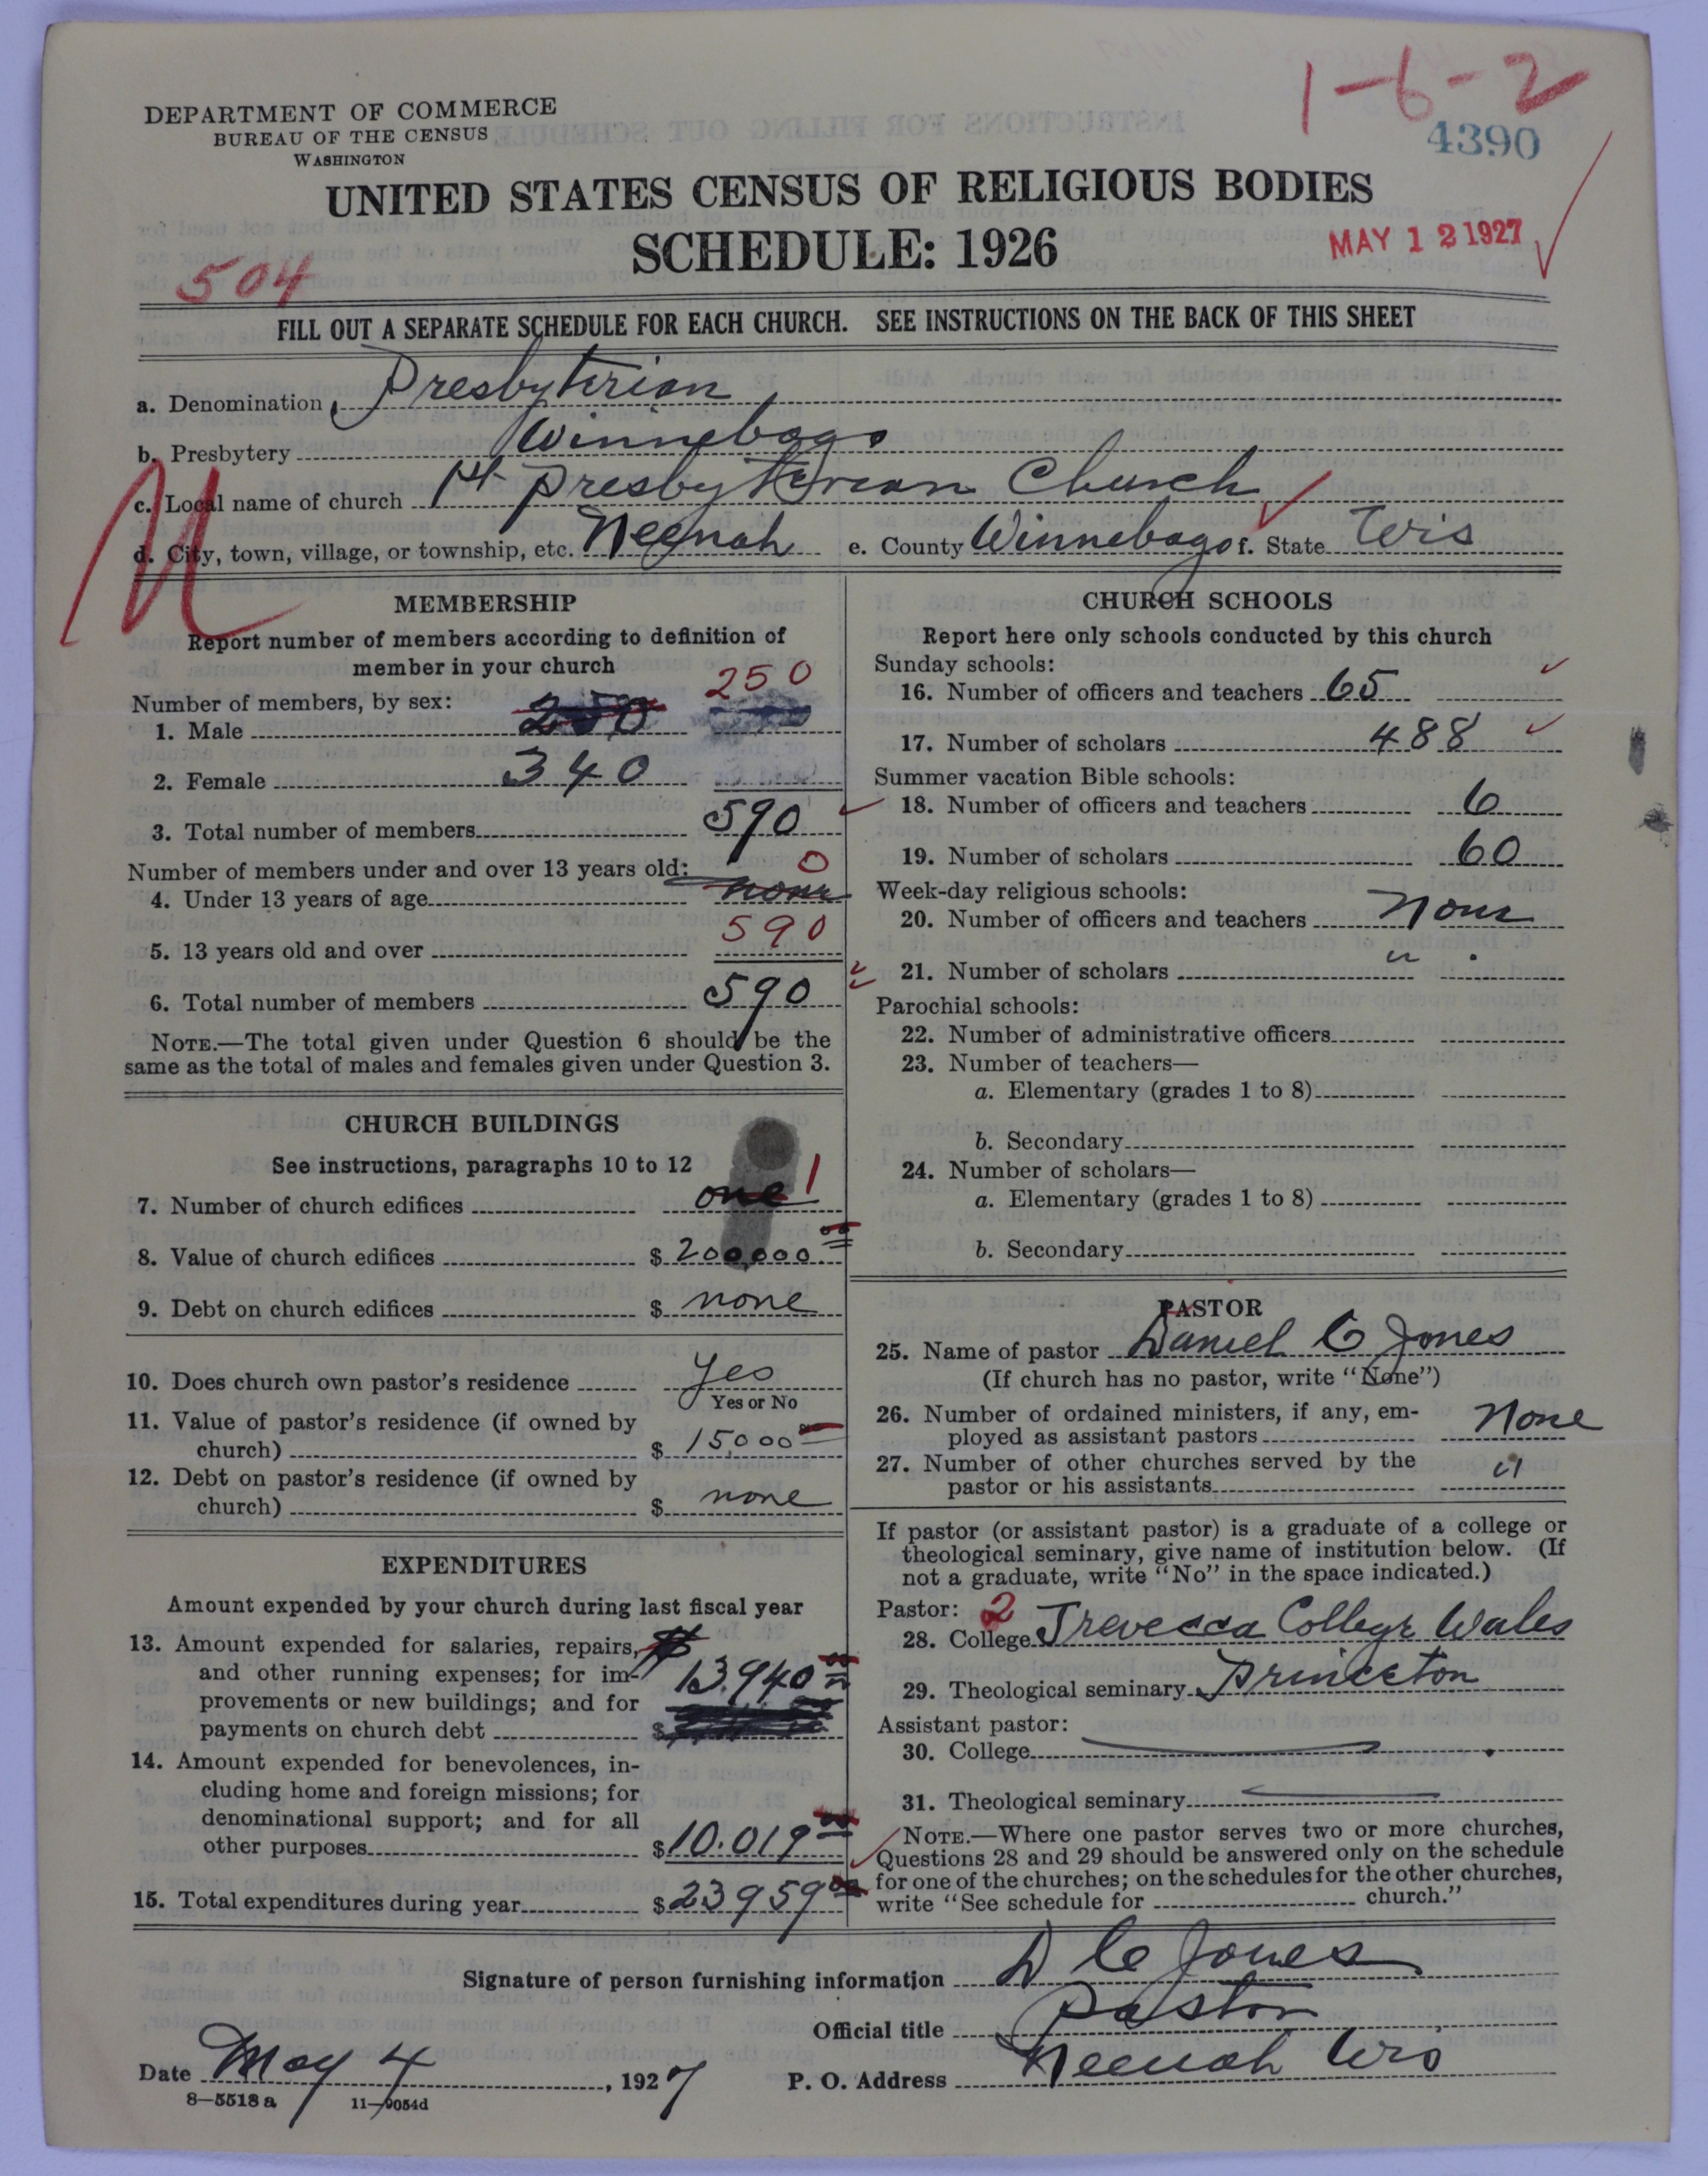 1-6-2
DEPARTMENT OF COMMERCE
BUREAU OF THE CENSUS
WASHINGTON
4390
UNITED STATES CENSUS OF RELIGIOUS BODIES
SCHEDULE: 1926
MAY 12 1927
504
FILL OUT A SEPARATE SCHEDULE FOR EACH CHURCH. SEE INSTRUCTIONS ON THE BACK OF THIS SHEET
a. Denomination Presbyterian
b. Presbytery Winnebago
c. Local name of church 1st Presbyterian Church
d. City, town, village, or township, etc. Neenah e. County Winnebago f. State Wis
MEMBERSHIP
Report number of members according to definition of
member in your church
Number of members, by sex: 250
1. Male 250
2. Female 340
3. Total number of members 590
Number of members under and over 13 years old: 0
4. Under 13 years of age none
5. 13 years old and over 590
6. Total number of members 590
NOTE.—The total given under Question 6 should be the
same as the total of males and females given under Question 3.
CHURCH BUILDINGS
See instructions, paragraphs 10 to 12
7. Number of church edifices one 1
8. Value of church edifices $ 200,000.00
9. Debt on church edifices $ none
10. Does church own pastor's residence Yes
Yes or No
11. Value of pastor's residence (if owned by
church) $ 15,000
12. Debt on pastor's residence (if owned by
church) $ none
EXPENDITURES
Amount expended by your church during last fiscal year
13. Amount expended for salaries, repairs, $
and other running expenses; for im-
provements or new buildings; and for 13.940 00
payments on church debt $
14. Amount expended for benevolences, in-
cluding home and foreign missions; for
denominational support; and for all
other purposes $ 10.019 00
15. Total expenditures during year $ 23959 00
CHURCH SCHOOLS
Report here only schools conducted by this church
Sunday schools:
16. Number of officers and teachers 65
17. Number of scholars 488
Summer vacation Bible schools:
18. Number of officers and teachers 6
19. Number of scholars 60
Week-day religious schools:
20. Number of officers and teachers None
21. Number of scholars "
Parochial schools:
22. Number of administrative officers
23. Number of teachers—
a. Elementary (grades 1 to 8)
b. Secondary
24. Number of scholars—
a. Elementary (grades 1 to 8)
b. Secondary
PASTOR
25. Name of pastor Daniel C Jones
(If church has no pastor, write "None")
26. Number of ordained ministers, if any, em-
ployed as assistant pastors None
27. Number of other churches served by the
pastor or his assistants "
If pastor (or assistant pastor) is a graduate of a college or
theological seminary, give name of institution below. (If
not a graduate, write "No" in the space indicated.)
Pastor: 2
28. College Trevecca College Wales
29. Theological seminary Princeton
Assistant pastor:
30. College
31. Theological seminary
NOTE.—Where one pastor serves two or more churches,
Questions 28 and 29 should be answered only on the schedule
for one of the churches; on the schedules for the other churches,
write "See schedule for church."
Signature of person furnishing information D C Jones
Official title Pastor
Date May 4, 1927 P. O. Address Neenah Wis
8—5518 a 11—9054d